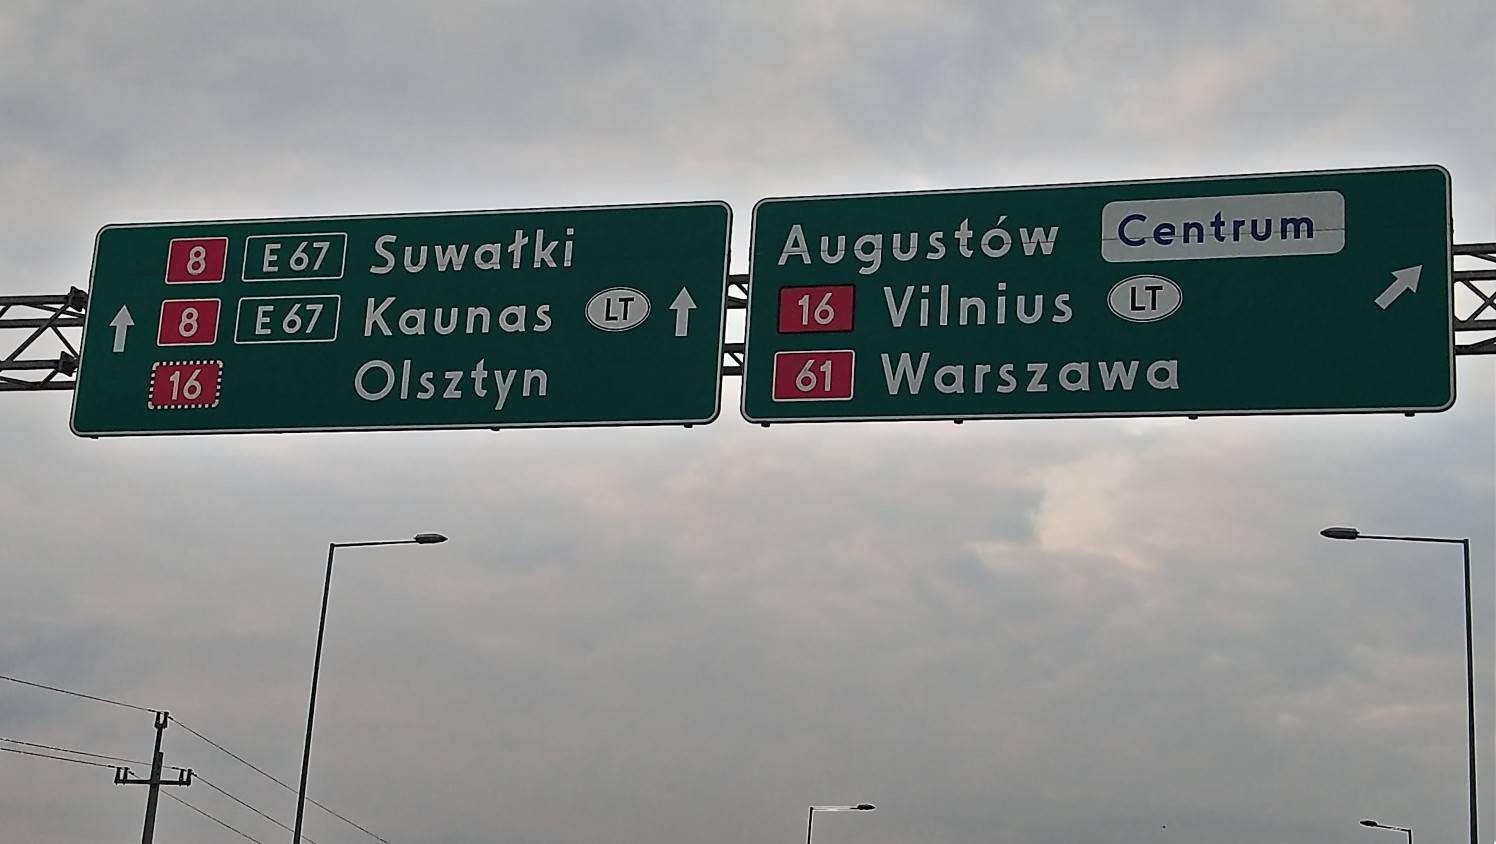 8 E 67 Suwałki
8 E 67 Kaunas LT
16 Olsztyn
Augustów Centrum
16 Vilnius LT
61 Warszawa